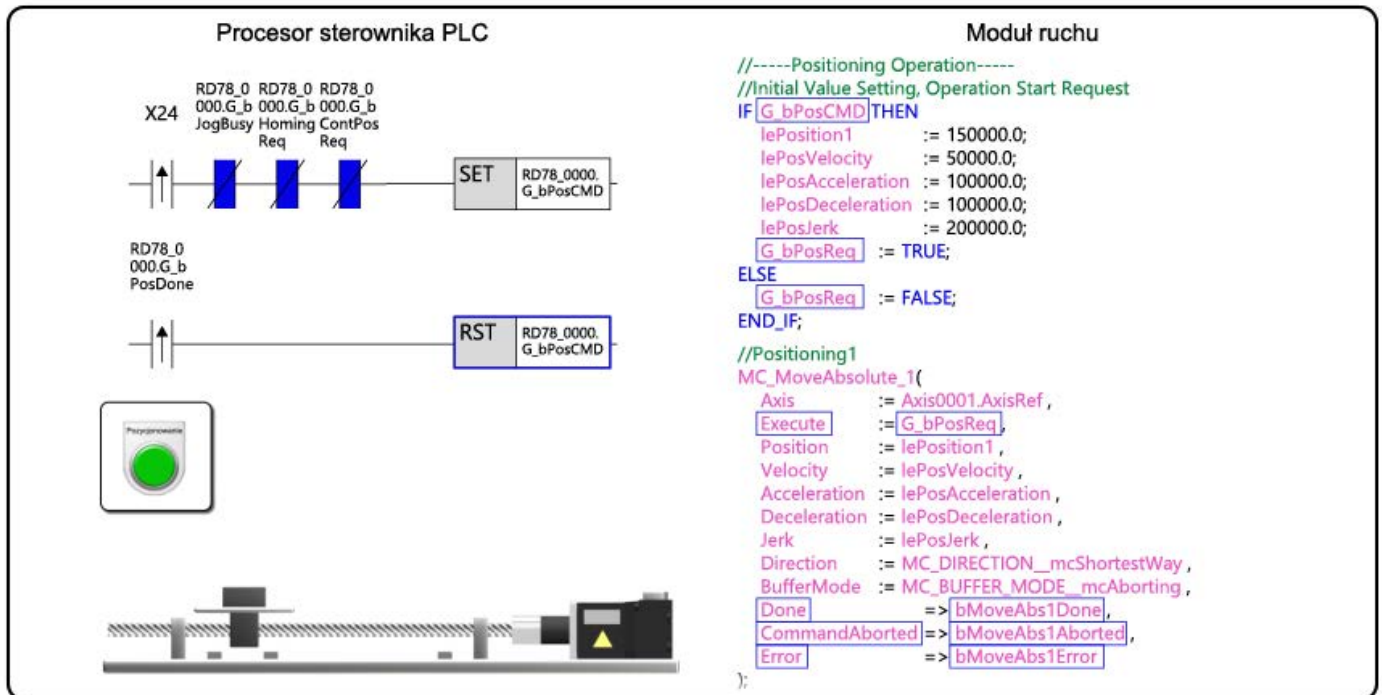 Procesor sterownika PLC
X24
RD78_0 RD78_0 RD78_0
000.G_b 000.G_b 000.G_b
JogBusy Homing ContPos
Req Req
SET
RD78_0000.
G_bPosCMD
RD78_0
000.G_b
PosDone
RST
RD78_0000.
G_bPosCMD
Pozycjonowanie
Moduł ruchu
//-----Positioning Operation-----
//Initial Value Setting, Operation Start Request
IF G_bPosCMD THEN
lePosition1 := 150000.0;
lePosVelocity := 50000.0;
lePosAcceleration := 100000.0;
lePosDeceleration := 100000.0;
lePosJerk := 200000.0;
G_bPosReq := TRUE;
ELSE
G_bPosReq := FALSE;
END_IF;
//Positioning1
MC_MoveAbsolute_1(
Axis := Axis0001.AxisRef ,
Execute := G_bPosReq ,
Position := lePosition1 ,
Velocity := lePosVelocity ,
Acceleration := lePosAcceleration ,
Deceleration := lePosDeceleration ,
Jerk := lePosJerk ,
Direction := MC_DIRECTION__mcShortestWay ,
BufferMode := MC_BUFFER_MODE__mcAborting ,
Done => bMoveAbs1Done ,
CommandAborted => bMoveAbs1Aborted ,
Error => bMoveAbs1Error
);